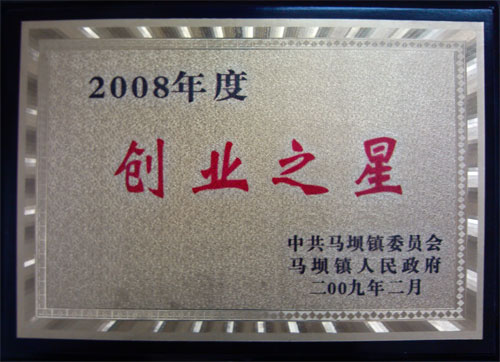 2008年度
创业之星
中共马坝镇委员会
马坝镇人民政府
二00九年二月